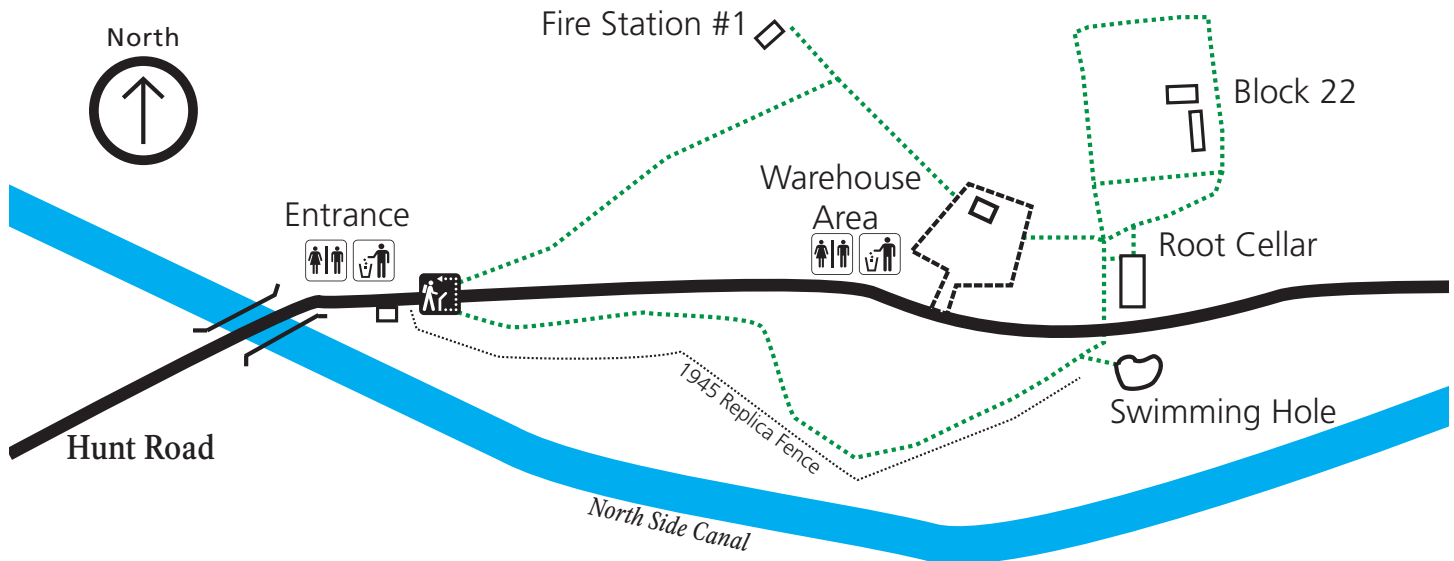 North
Fire Station #1
Block 22
Warehouse
Area
Entrance
Root Cellar
1945 Replica Fence
Swimming Hole
Hunt Road
North Side Canal